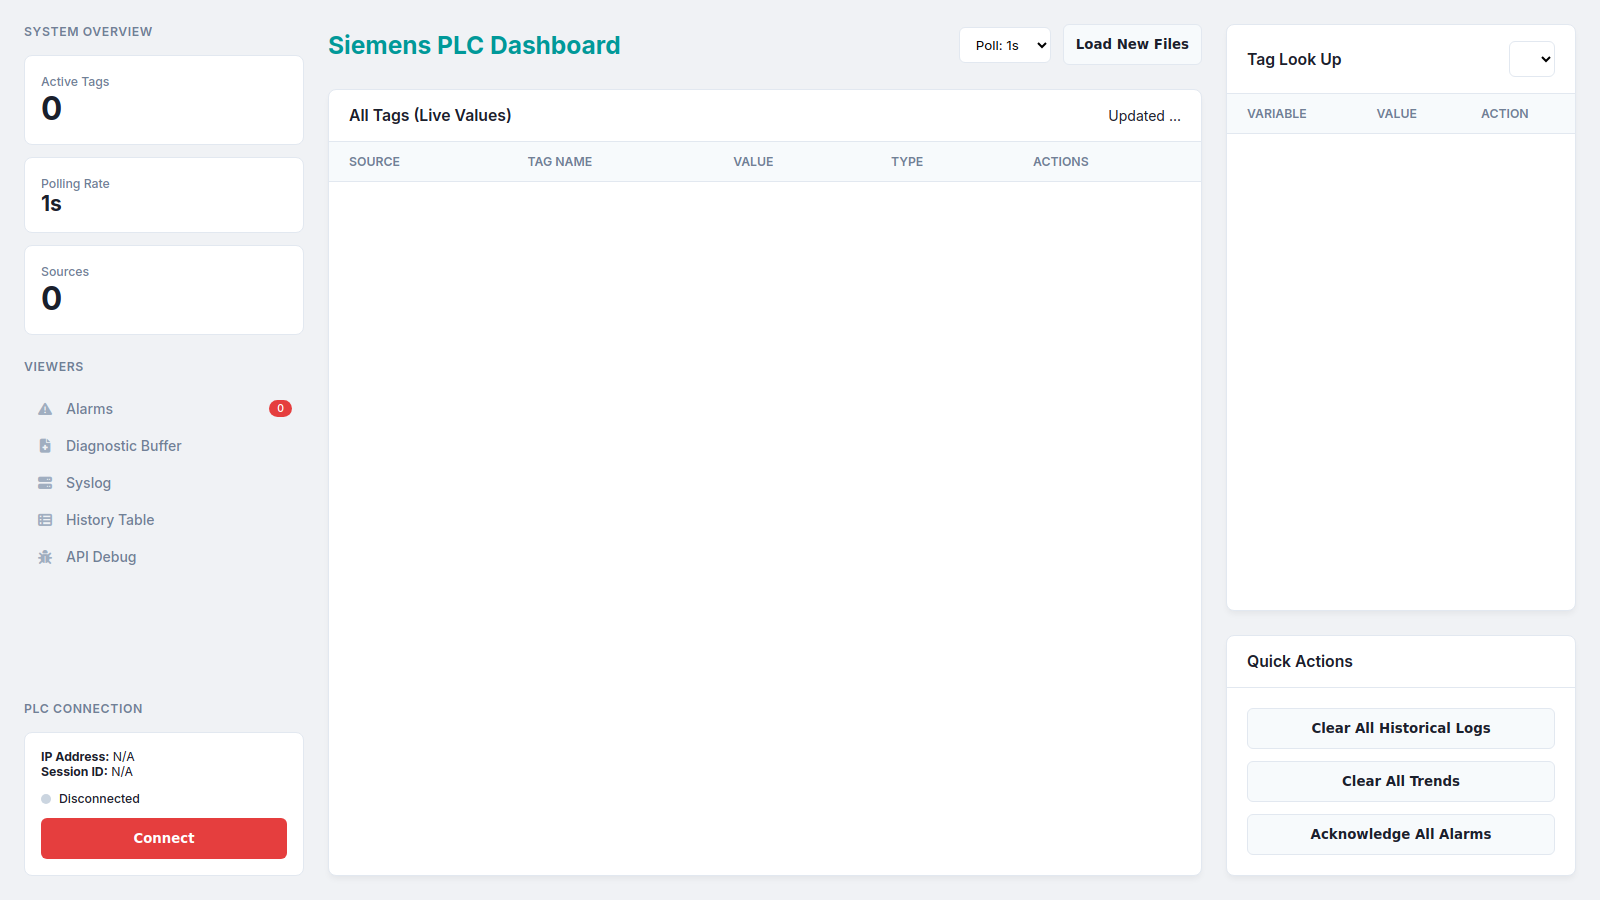 SYSTEM OVERVIEW
Active Tags
0
Polling Rate
1s
Sources
0
VIEWERS
Alarms 0
Diagnostic Buffer
Syslog
History Table
API Debug
PLC CONNECTION
IP Address: N/A
Session ID: N/A
Disconnected
Connect
Siemens PLC Dashboard
Poll: 1s
Load New Files
All Tags (Live Values)
Updated ...
SOURCE TAG NAME VALUE TYPE ACTIONS
Tag Look Up
VARIABLE VALUE ACTION
Quick Actions
Clear All Historical Logs
Clear All Trends
Acknowledge All Alarms